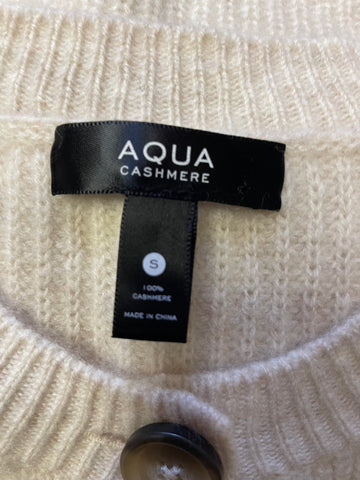 AQUA
CASHMERE
S
100%
CASHMERE
MADE IN CHINA